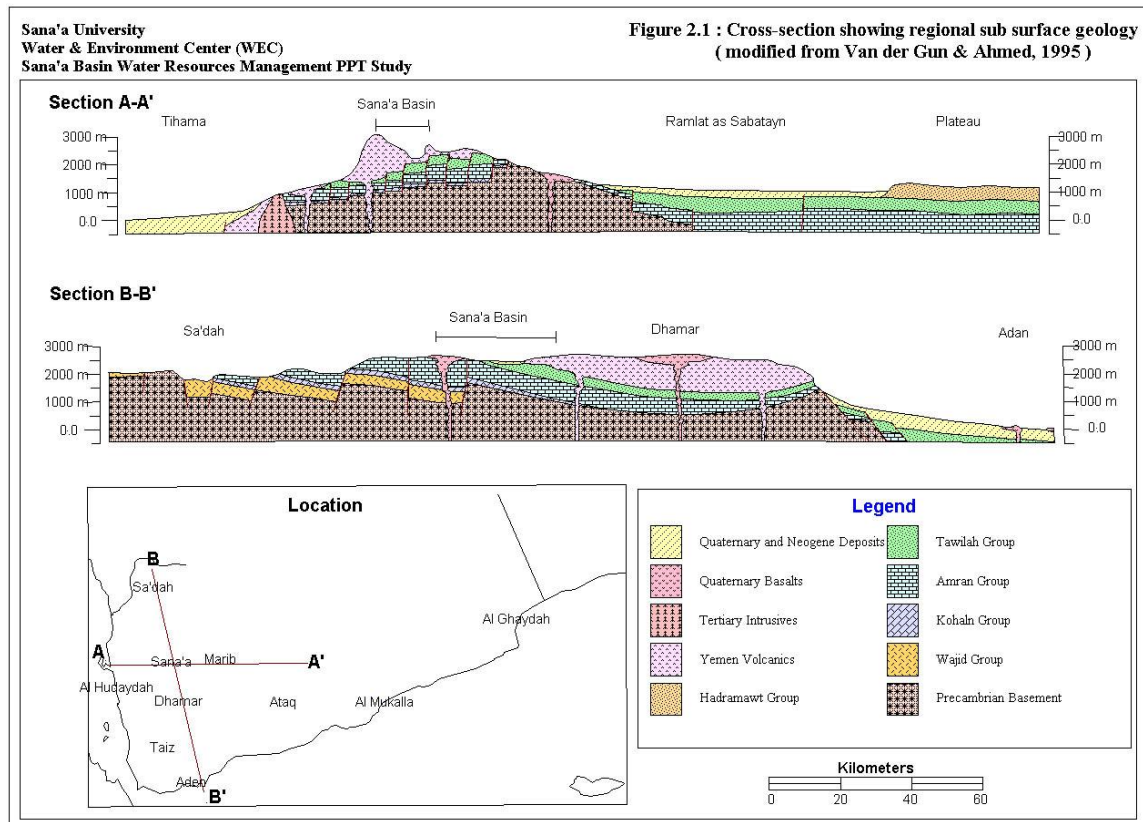 Sana'a University
Water & Environment Center (WEC)
Sana'a Basin Water Resources Management PPT Study
Figure 2.1 : Cross-section showing regional sub surface geology
( modified from Van der Gun & Ahmed, 1995 )
Section A-A'
Sana'a Basin
Tihama
Ramlat as Sabatayn
Plateau
3000 m
2000 m
1000 m
0.0
3000 m
2000 m
1000 m
0.0
Section B-B'
Sana'a Basin
Sa'dah
Dhamar
Adan
3000 m
2000 m
1000 m
0.0
3000 m
2000 m
1000 m
0.0
Location
B
Sa'dah
Al Ghaydah
A
Sana'a
Marib
A'
Al Hudaydah
Dhamar
Ataq
Al Mukalla
Taiz
Aden
B'
Legend
Quaternary and Neogene Deposits
Quaternary Basalts
Tertiary Intrusives
Yemen Volcanics
Hadramawt Group
Tawilah Group
Amran Group
Kohaln Group
Wajid Group
Precambrian Basement
Kilometers
0 20 40 60